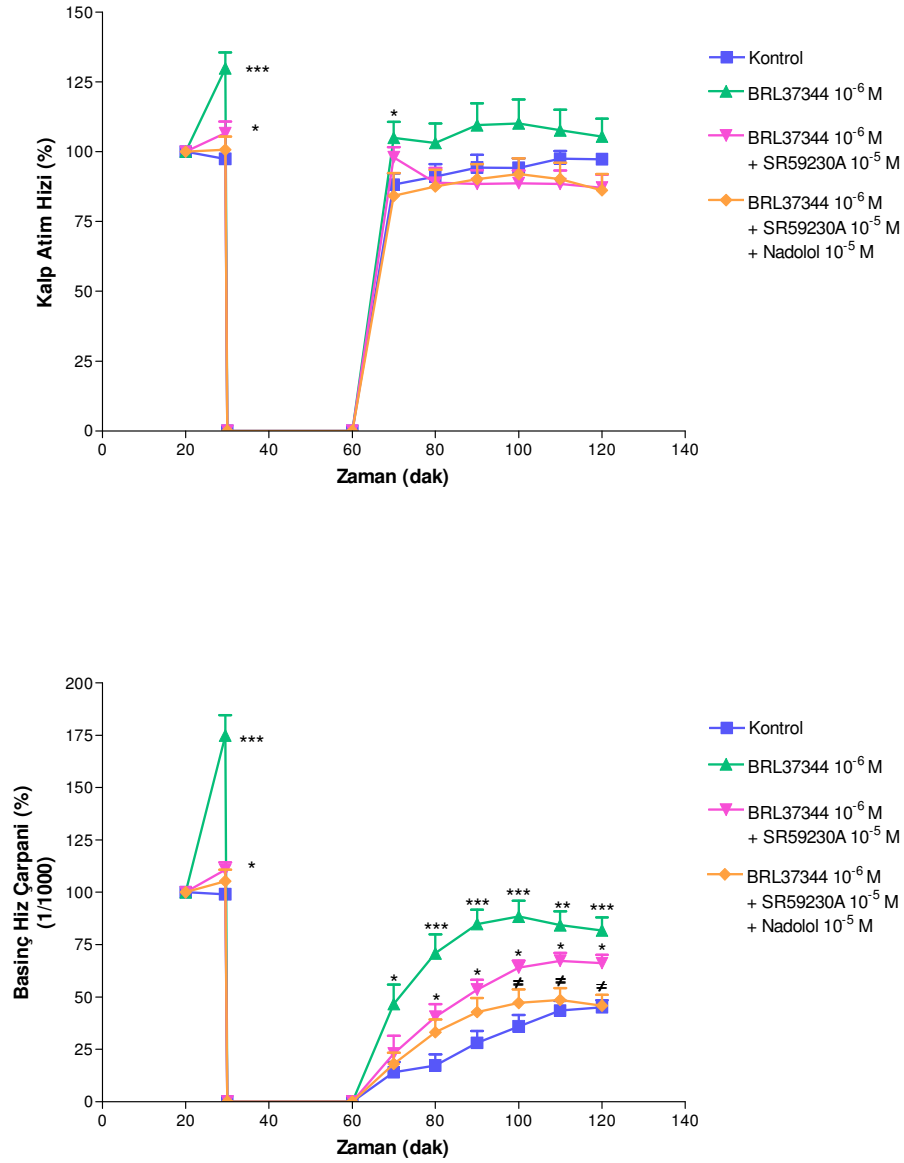 150
125
100
75
50
25
0
Kalp Atim Hizi (%)
***
*
*
0 20 40 60 80 100 120 140
Zaman (dak)
Kontrol
BRL37344 10⁻⁶ M
BRL37344 10⁻⁶ M
+ SR59230A 10⁻⁵ M
BRL37344 10⁻⁶ M
+ SR59230A 10⁻⁵ M
+ Nadolol 10⁻⁵ M
200
175
150
125
100
75
50
25
0
Basinç Hiz Çarpani (%)
(1/1000)
***
*
* *** *** *** ** ***
* * * * *
≠ ≠ ≠
0 20 40 60 80 100 120 140
Zaman (dak)
Kontrol
BRL37344 10⁻⁶ M
BRL37344 10⁻⁶ M
+ SR59230A 10⁻⁵ M
BRL37344 10⁻⁶ M
+ SR59230A 10⁻⁵ M
+ Nadolol 10⁻⁵ M